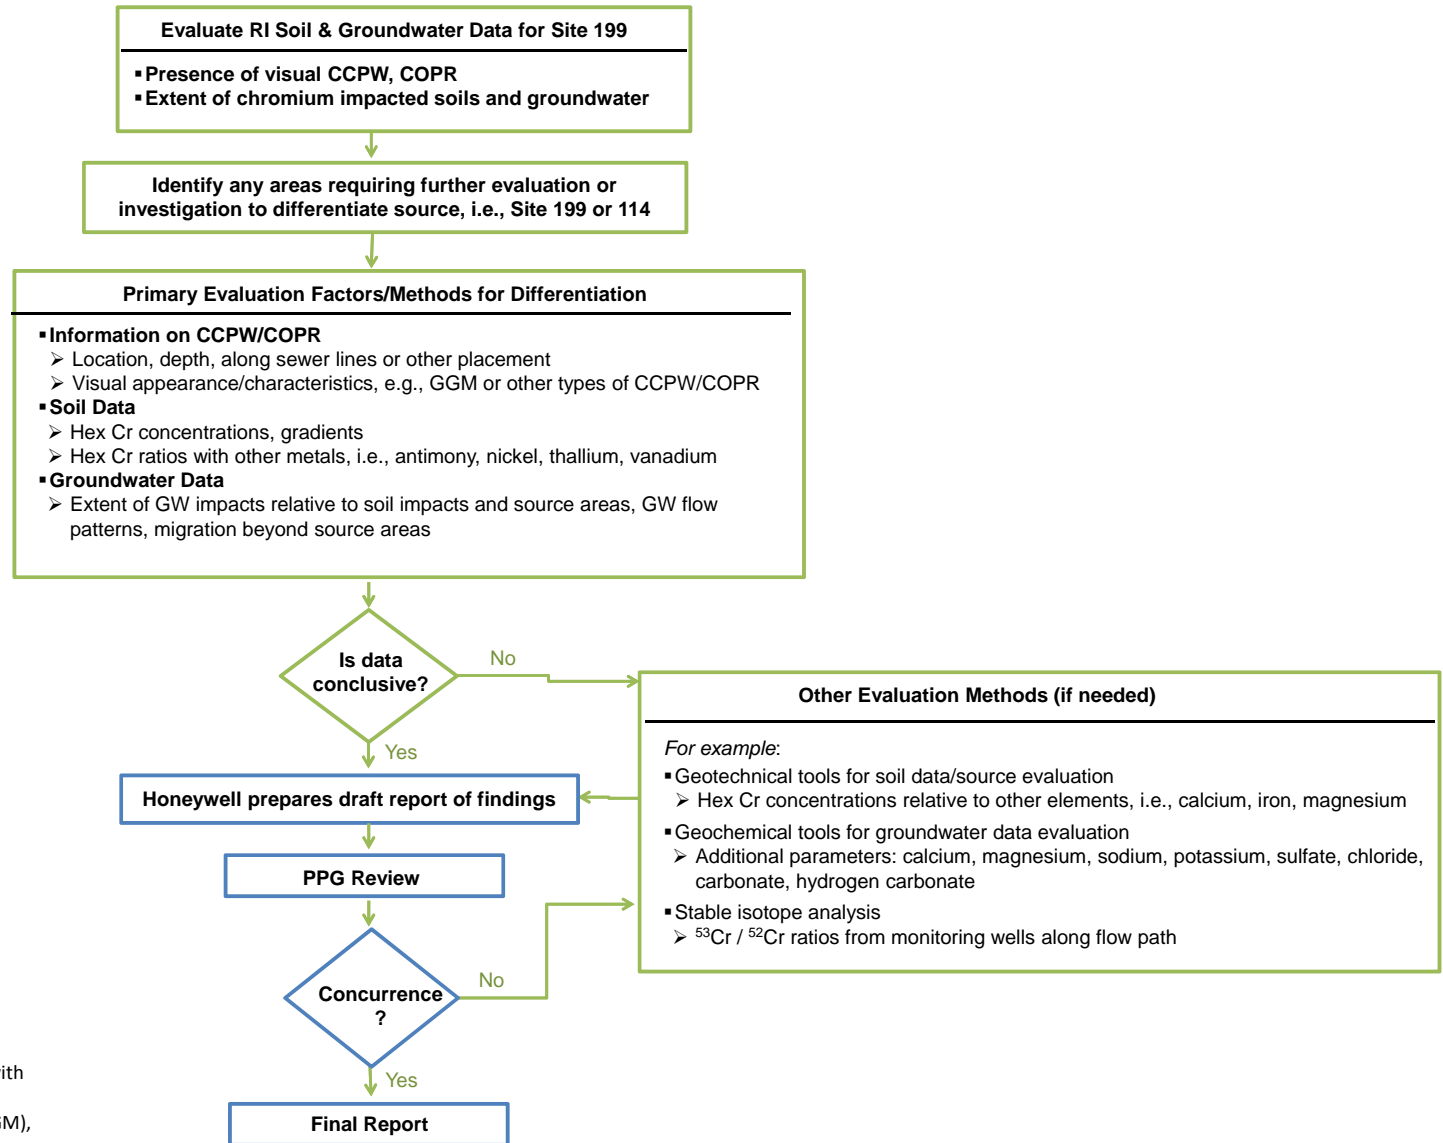 Evaluate RI Soil & Groundwater Data for Site 199
▪Presence of visual CCPW, COPR
▪Extent of chromium impacted soils and groundwater
Identify any areas requiring further evaluation or
investigation to differentiate source, i.e., Site 199 or 114
Primary Evaluation Factors/Methods for Differentiation
▪Information on CCPW/COPR
➢ Location, depth, along sewer lines or other placement
➢ Visual appearance/characteristics, e.g., GGM or other types of CCPW/COPR
▪Soil Data
➢ Hex Cr concentrations, gradients
➢ Hex Cr ratios with other metals, i.e., antimony, nickel, thallium, vanadium
▪Groundwater Data
➢ Extent of GW impacts relative to soil impacts and source areas, GW flow
patterns, migration beyond source areas
Is data
conclusive?
No
Yes
Other Evaluation Methods (if needed)
For example:
▪Geotechnical tools for soil data/source evaluation
➢ Hex Cr concentrations relative to other elements, i.e., calcium, iron, magnesium
▪Geochemical tools for groundwater data evaluation
➢ Additional parameters: calcium, magnesium, sodium, potassium, sulfate, chloride,
carbonate, hydrogen carbonate
▪Stable isotope analysis
➢ ⁵³Cr / ⁵²Cr ratios from monitoring wells along flow path
Honeywell prepares draft report of findings
PPG Review
Concurrence
?
No
Yes
Final Report